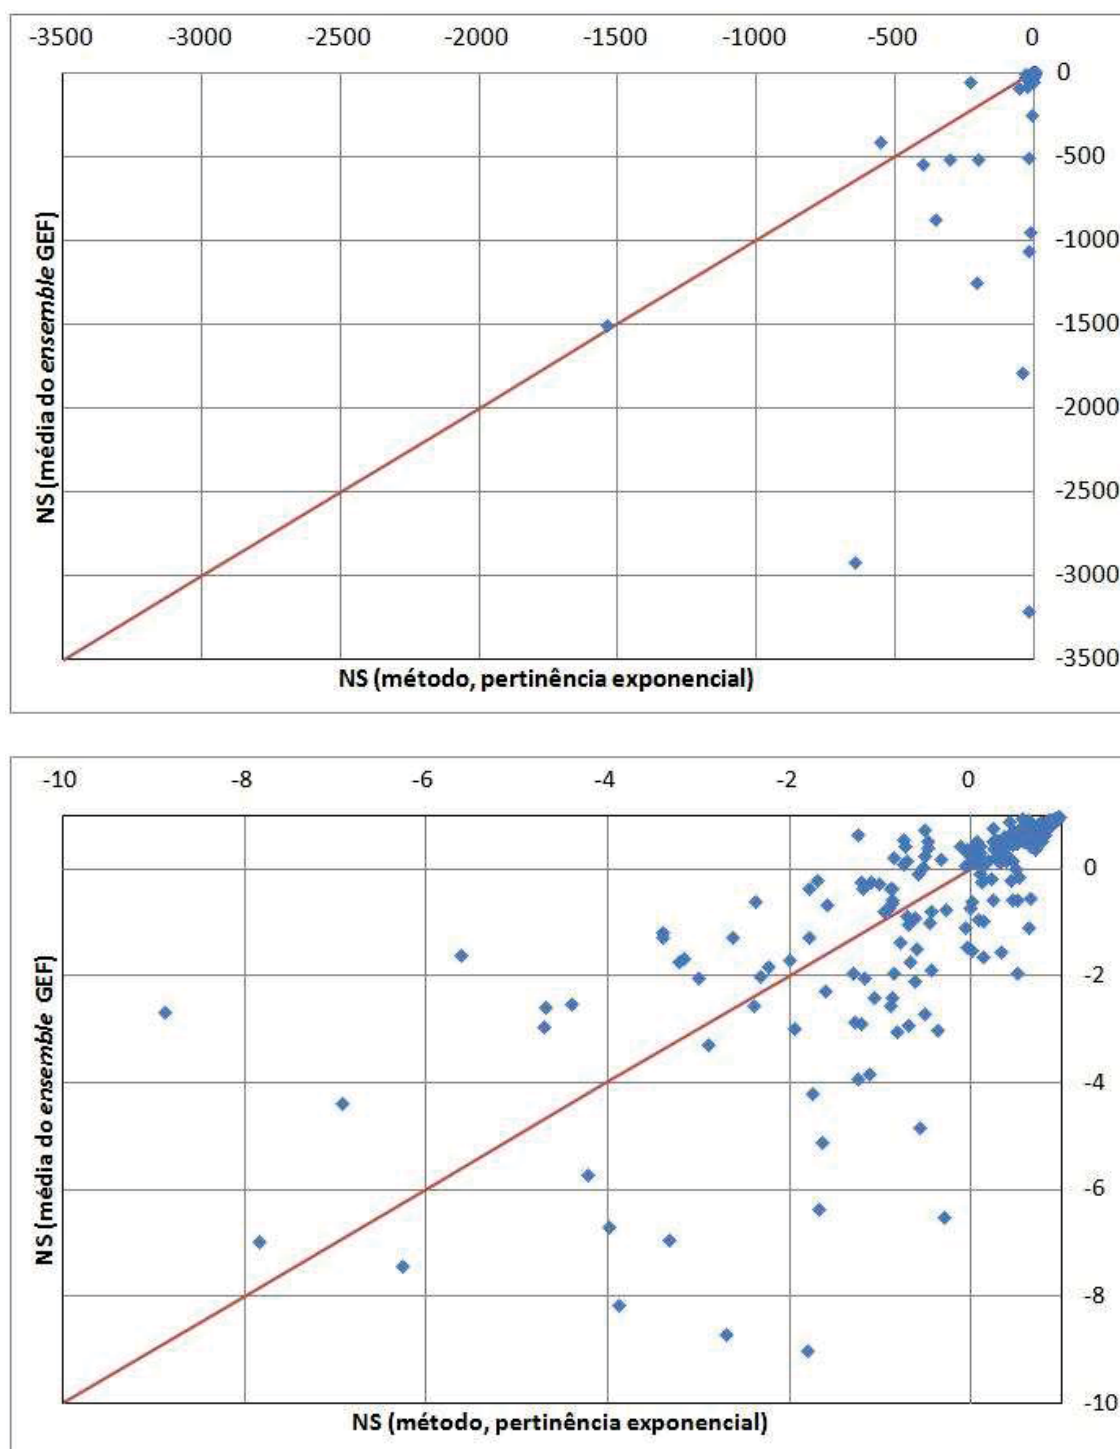 -3500 -3000 -2500 -2000 -1500 -1000 -500 0
0
-500
-1000
-1500
-2000
-2500
-3000
-3500
NS (média do ensemble GEF)
NS (método, pertinência exponencial)
-10 -8 -6 -4 -2 0
0
-2
-4
-6
-8
-10
NS (média do ensemble GEF)
NS (método, pertinência exponencial)